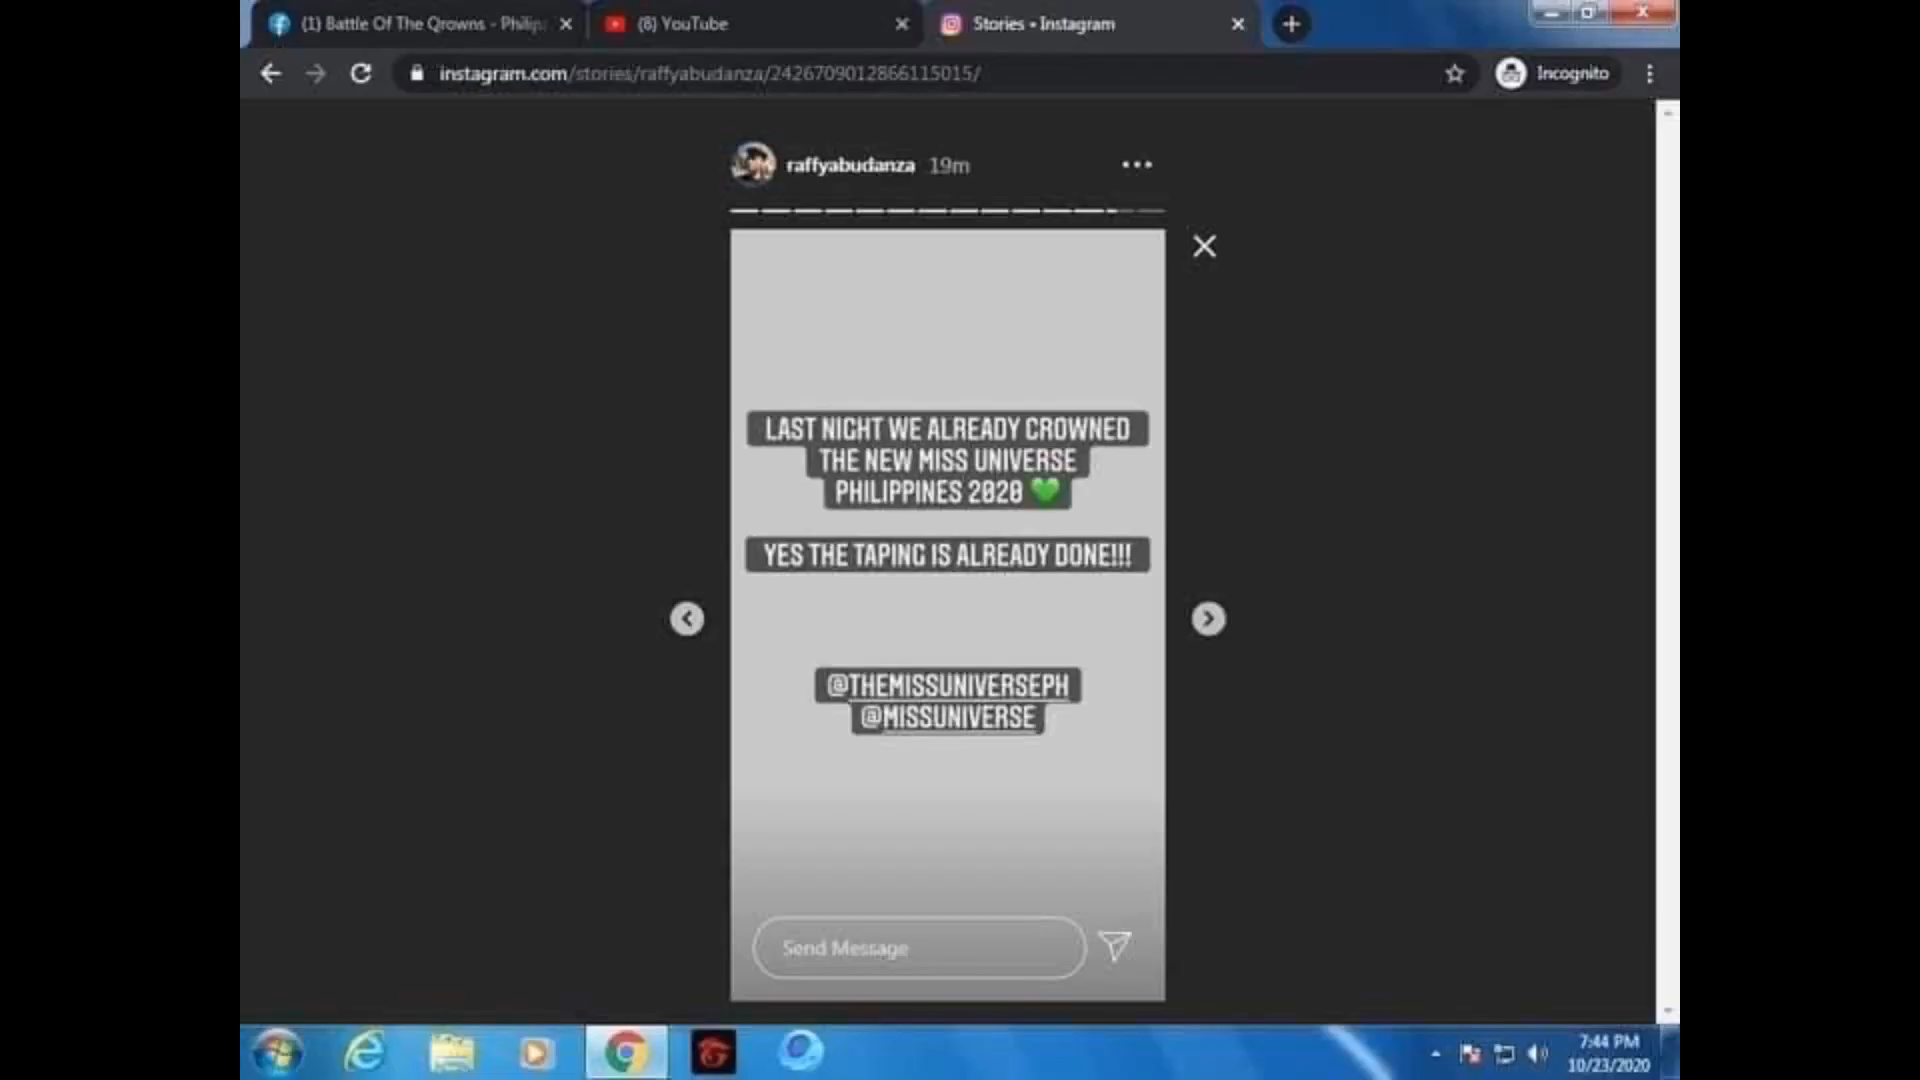 (1) Battle Of The Qrowns - Philip
(8) YouTube
Stories • Instagram
instagram.com/stories/raffyabudanza/2426709012866115015/
Incognito
raffyabudanza 19m
LAST NIGHT WE ALREADY CROWNED
THE NEW MISS UNIVERSE
PHILIPPINES 2020 💚
YES THE TAPING IS ALREADY DONE!!!
@THEMISSUNIVERSEPH
@MISSUNIVERSE
Send Message
7:44 PM
10/23/2020